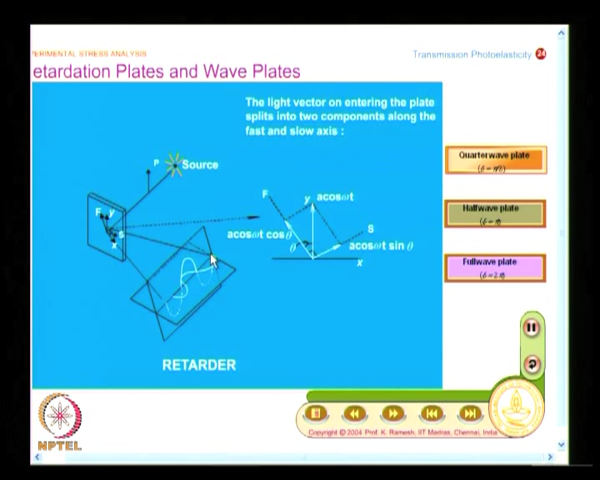 PERIMENTAL STRESS ANALYSIS
Transmission Photoelasticity 24
etardation Plates and Wave Plates
The light vector on entering the plate
splits into two components along the
fast and slow axis :
P
Source
F
y
S
x
F
y
acosωt
S
acosωt cosθ
θ
acosωt sin θ
x
RETARDER
Quarterwave plate
(δ = π/2)
Halfwave plate
(δ = π)
Fullwave plate
(δ = 2π)
NPTEL
Copyright © 2004 Prof. K. Ramesh, IIT Madras, Chennai, India